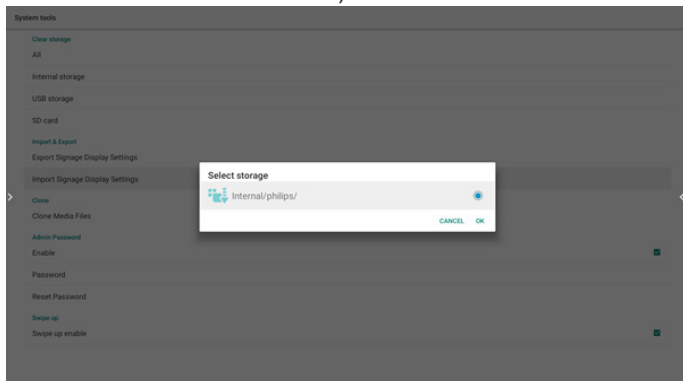 System tools
Clear storage
All
Internal storage
USB storage
SD card
Import & Export
Export Signage Display Settings
Import Signage Display Settings
Select storage
Internal/philips/
CANCEL OK
Clone
Clone Media Files
Admin Password
Enable
Password
Reset Password
Swipe up
Swipe up enable